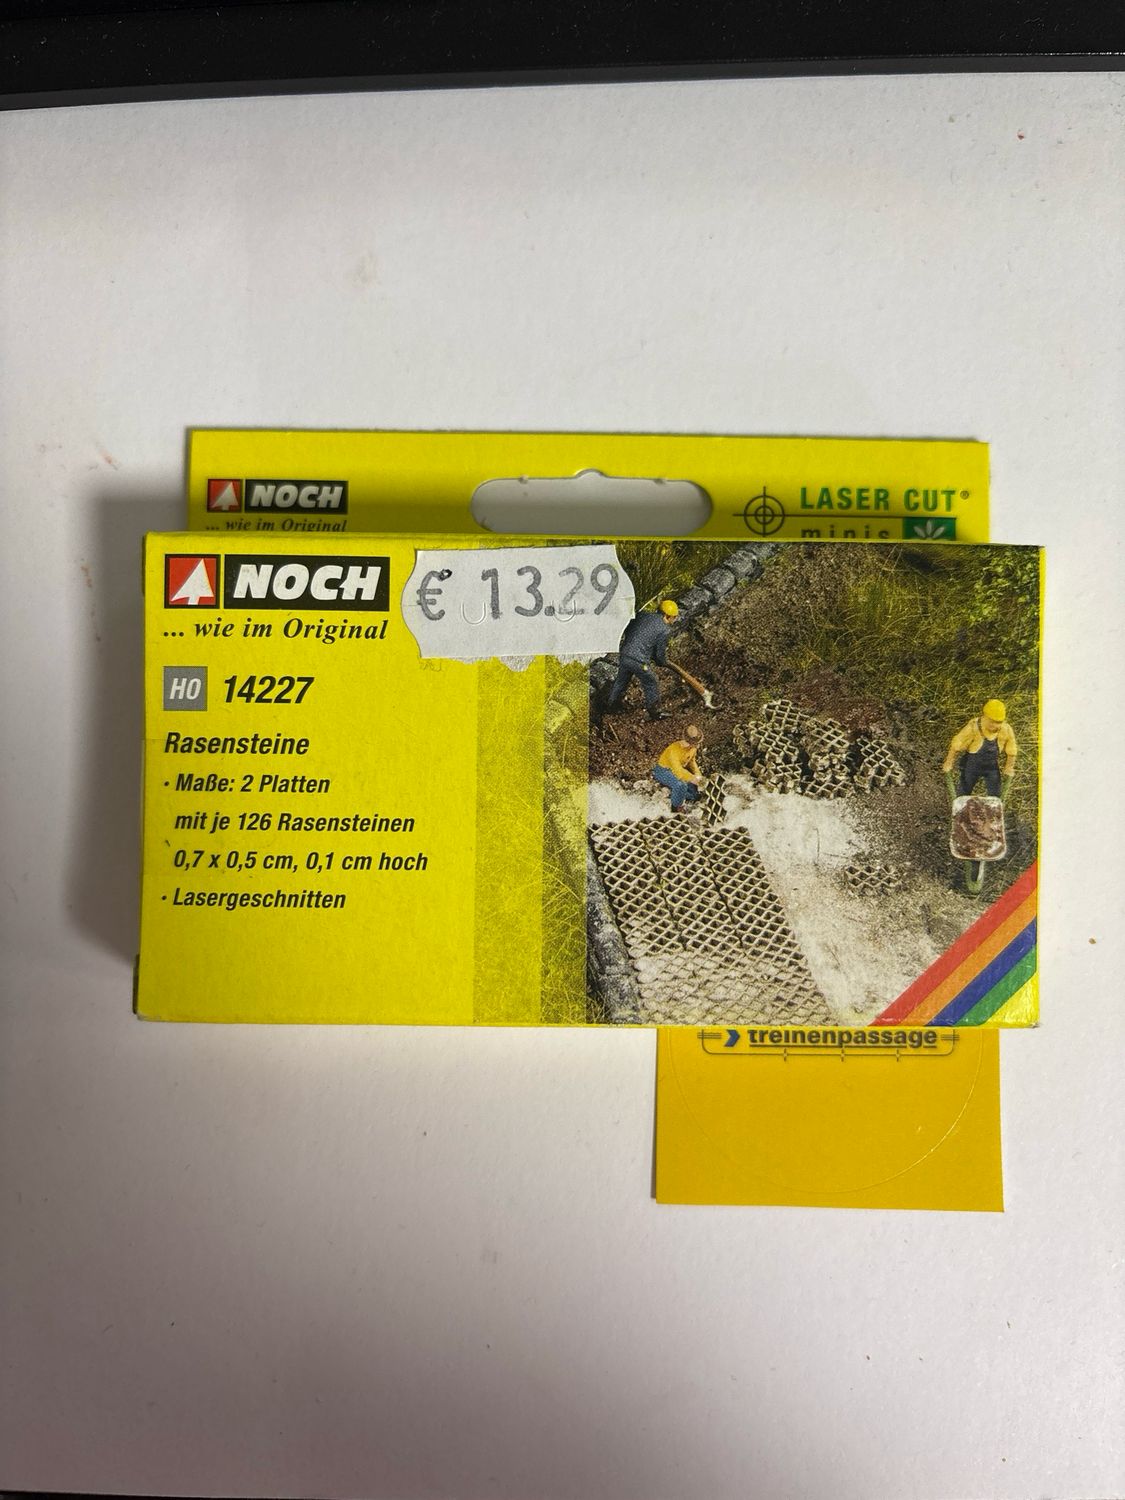 NOCH
... wie im Original
LASER CUT®
minis
NOCH
... wie im Original
€ 13.29
H0 14227
Rasensteine
· Maße: 2 Platten
mit je 126 Rasensteinen
0,7 x 0,5 cm, 0,1 cm hoch
· Lasergeschnitten
treinenpassage